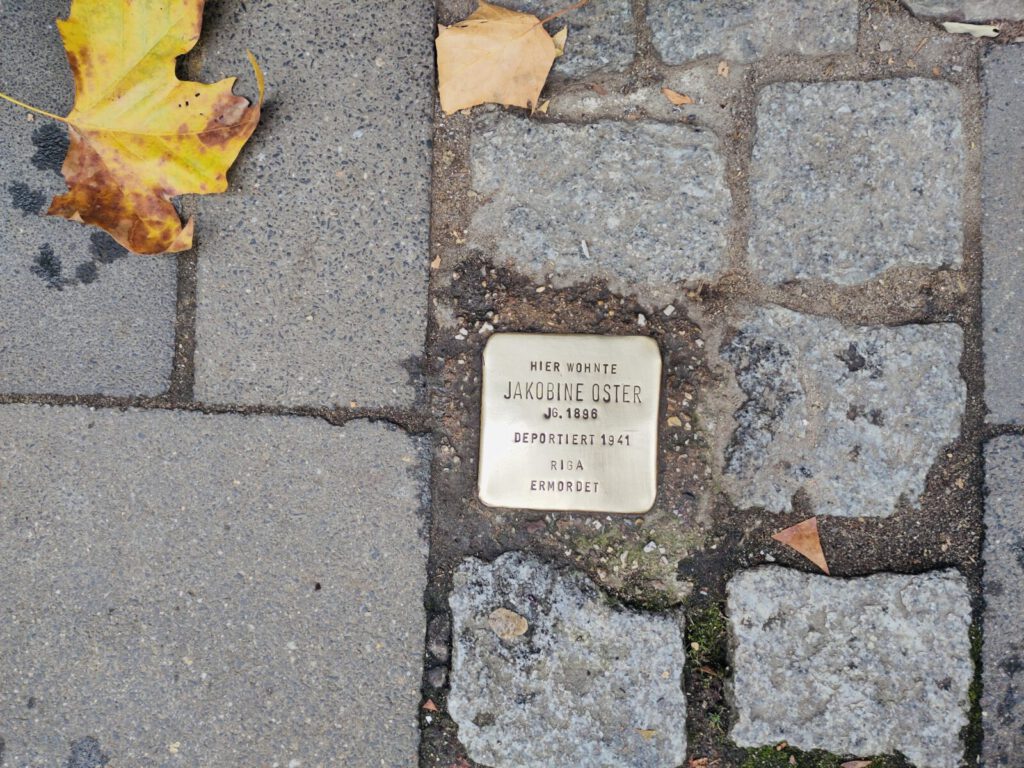 HIER WOHNTE
JAKOBINE OSTER
JG. 1896
DEPORTIERT 1941
RIGA
ERMORDET